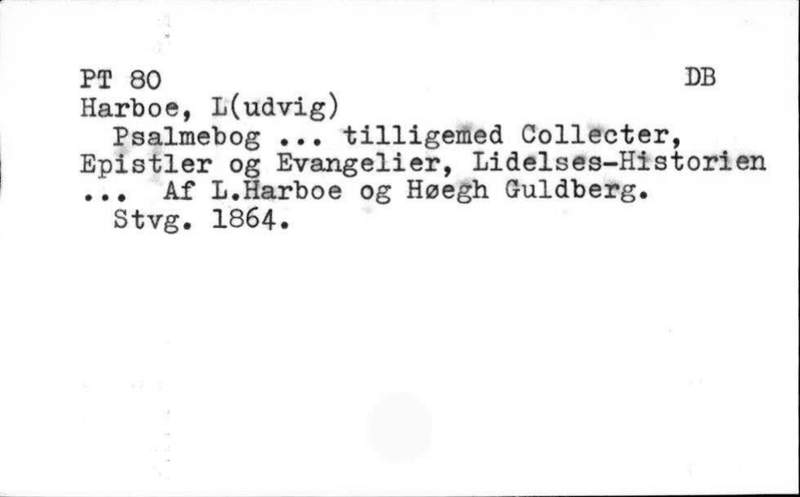 PT 80 DB
Harboe, L(udvig)
Psalmebog ... tilligemed Collecter,
Epistler og Evangelier, Lidelses-Historien
... Af L.Harboe og Høegh Guldberg.
Stvg. 1864.